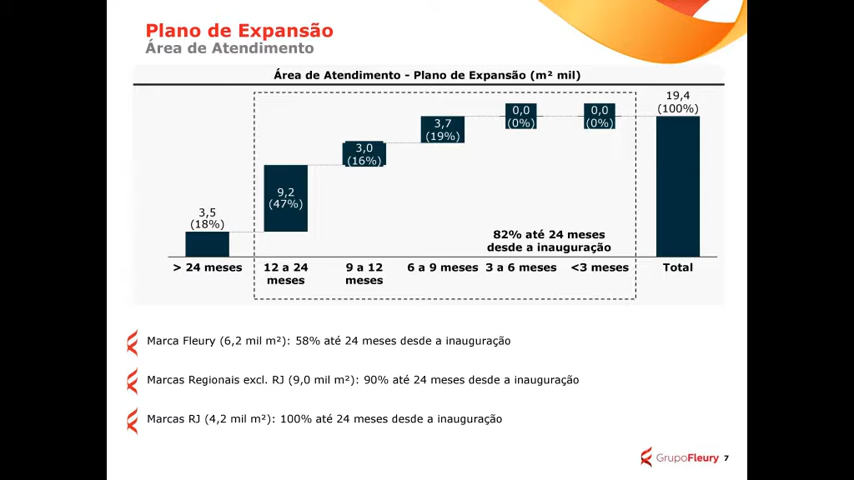 Plano de Expansão
Área de Atendimento
Área de Atendimento - Plano de Expansão (m² mil)
3,5
(18%)
9,2
(47%)
3,0
(16%)
3,7
(19%)
0,0
(0%)
0,0
(0%)
19,4
(100%)
82% até 24 meses
desde a inauguração
> 24 meses
12 a 24
meses
9 a 12
meses
6 a 9 meses
3 a 6 meses
<3 meses
Total
Marca Fleury (6,2 mil m²): 58% até 24 meses desde a inauguração
Marcas Regionais excl. RJ (9,0 mil m²): 90% até 24 meses desde a inauguração
Marcas RJ (4,2 mil m²): 100% até 24 meses desde a inauguração
GrupoFleury 7